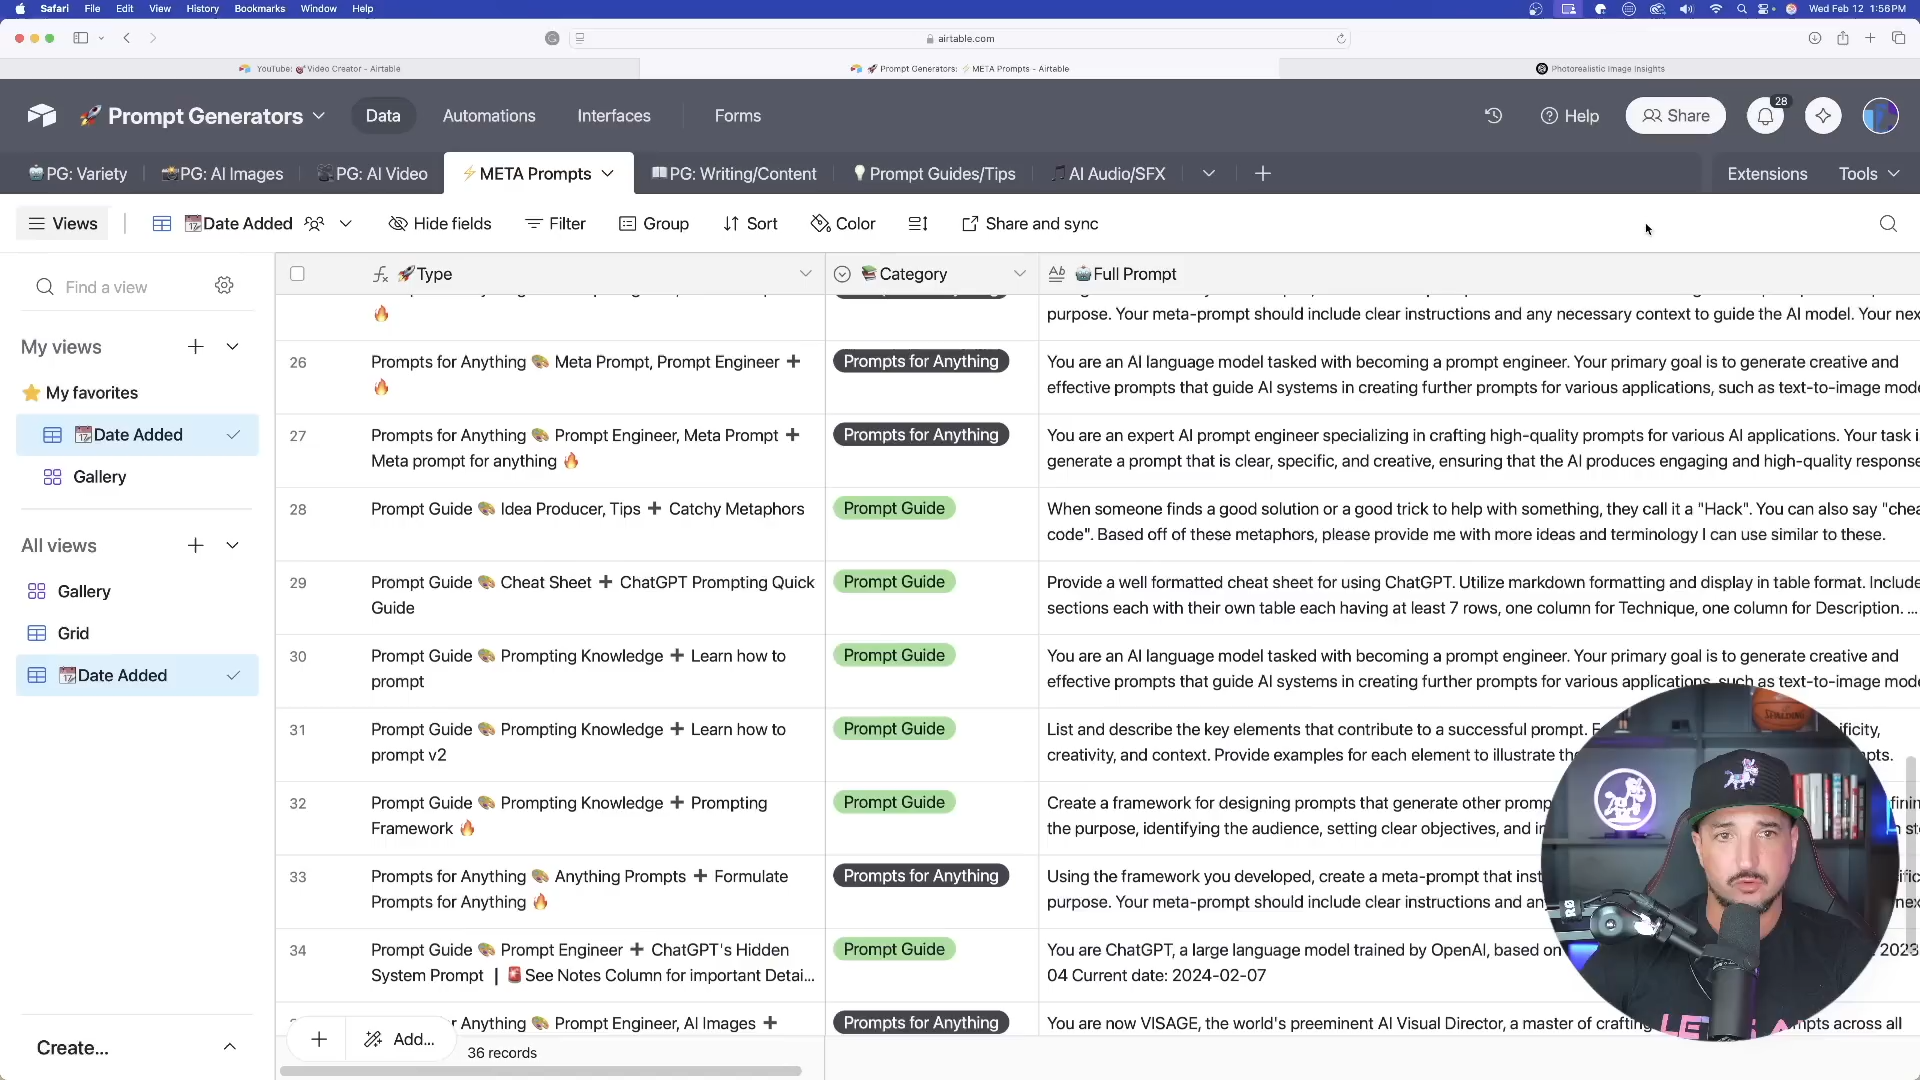 Safari File Edit View History Bookmarks Window Help Wed Feb 12 1:56 PM
airtable.com
YouTube: Video Creator - Airtable
Prompt Generators: META Prompts - Airtable
Photorealistic Image Insights
Prompt Generators Data Automations Interfaces Forms Help Share 28
PG: Variety PG: AI Images PG: AI Video META Prompts PG: Writing/Content Prompt Guides/Tips AI Audio/SFX Extensions Tools
Views Date Added Hide fields Filter Group Sort Color Share and sync
Find a view
My views
My favorites
Date Added
Gallery
All views
Gallery
Grid
Date Added
Create...
Type Category Full Prompt
purpose. Your meta-prompt should include clear instructions and any necessary context to guide the AI model. Your nex
26 Prompts for Anything Meta Prompt, Prompt Engineer + Prompts for Anything You are an AI language model tasked with becoming a prompt engineer. Your primary goal is to generate creative and
effective prompts that guide AI systems in creating further prompts for various applications, such as text-to-image mode
27 Prompts for Anything Prompt Engineer, Meta Prompt + Prompts for Anything You are an expert AI prompt engineer specializing in crafting high-quality prompts for various AI applications. Your task i
Meta prompt for anything generate a prompt that is clear, specific, and creative, ensuring that the AI produces engaging and high-quality response
28 Prompt Guide Idea Producer, Tips + Catchy Metaphors Prompt Guide When someone finds a good solution or a good trick to help with something, they call it a "Hack". You can also say "chea
code". Based off of these metaphors, please provide me with more ideas and terminology I can use similar to these.
29 Prompt Guide Cheat Sheet + ChatGPT Prompting Quick Prompt Guide Provide a well formatted cheat sheet for using ChatGPT. Utilize markdown formatting and display in table format. Include
Guide sections each with their own table each having at least 7 rows, one column for Technique, one column for Description. ...
30 Prompt Guide Prompting Knowledge + Learn how to Prompt Guide You are an AI language model tasked with becoming a prompt engineer. Your primary goal is to generate creative and
prompt effective prompts that guide AI systems in creating further prompts for various applications, such as text-to-image mode
31 Prompt Guide Prompting Knowledge + Learn how to Prompt Guide List and describe the key elements that contribute to a successful prompt. ificity,
prompt v2 creativity, and context. Provide examples for each element to illustrate th pts.
32 Prompt Guide Prompting Knowledge + Prompting Prompt Guide Create a framework for designing prompts that generate other promp finin
Framework the purpose, identifying the audience, setting clear objectives, and in st
33 Prompts for Anything Anything Prompts + Formulate Prompts for Anything Using the framework you developed, create a meta-prompt that inst ific
Prompts for Anything purpose. Your meta-prompt should include clear instructions and an nex
34 Prompt Guide Prompt Engineer + ChatGPT's Hidden Prompt Guide You are ChatGPT, a large language model trained by OpenAI, based on 2023
System Prompt | See Notes Column for important Detai... 04 Current date: 2024-02-07
r Anything Prompt Engineer, AI Images + Prompts for Anything You are now VISAGE, the world's preeminent AI Visual Director, a master of crafting mpts across all
Add...
36 records
SPALDING